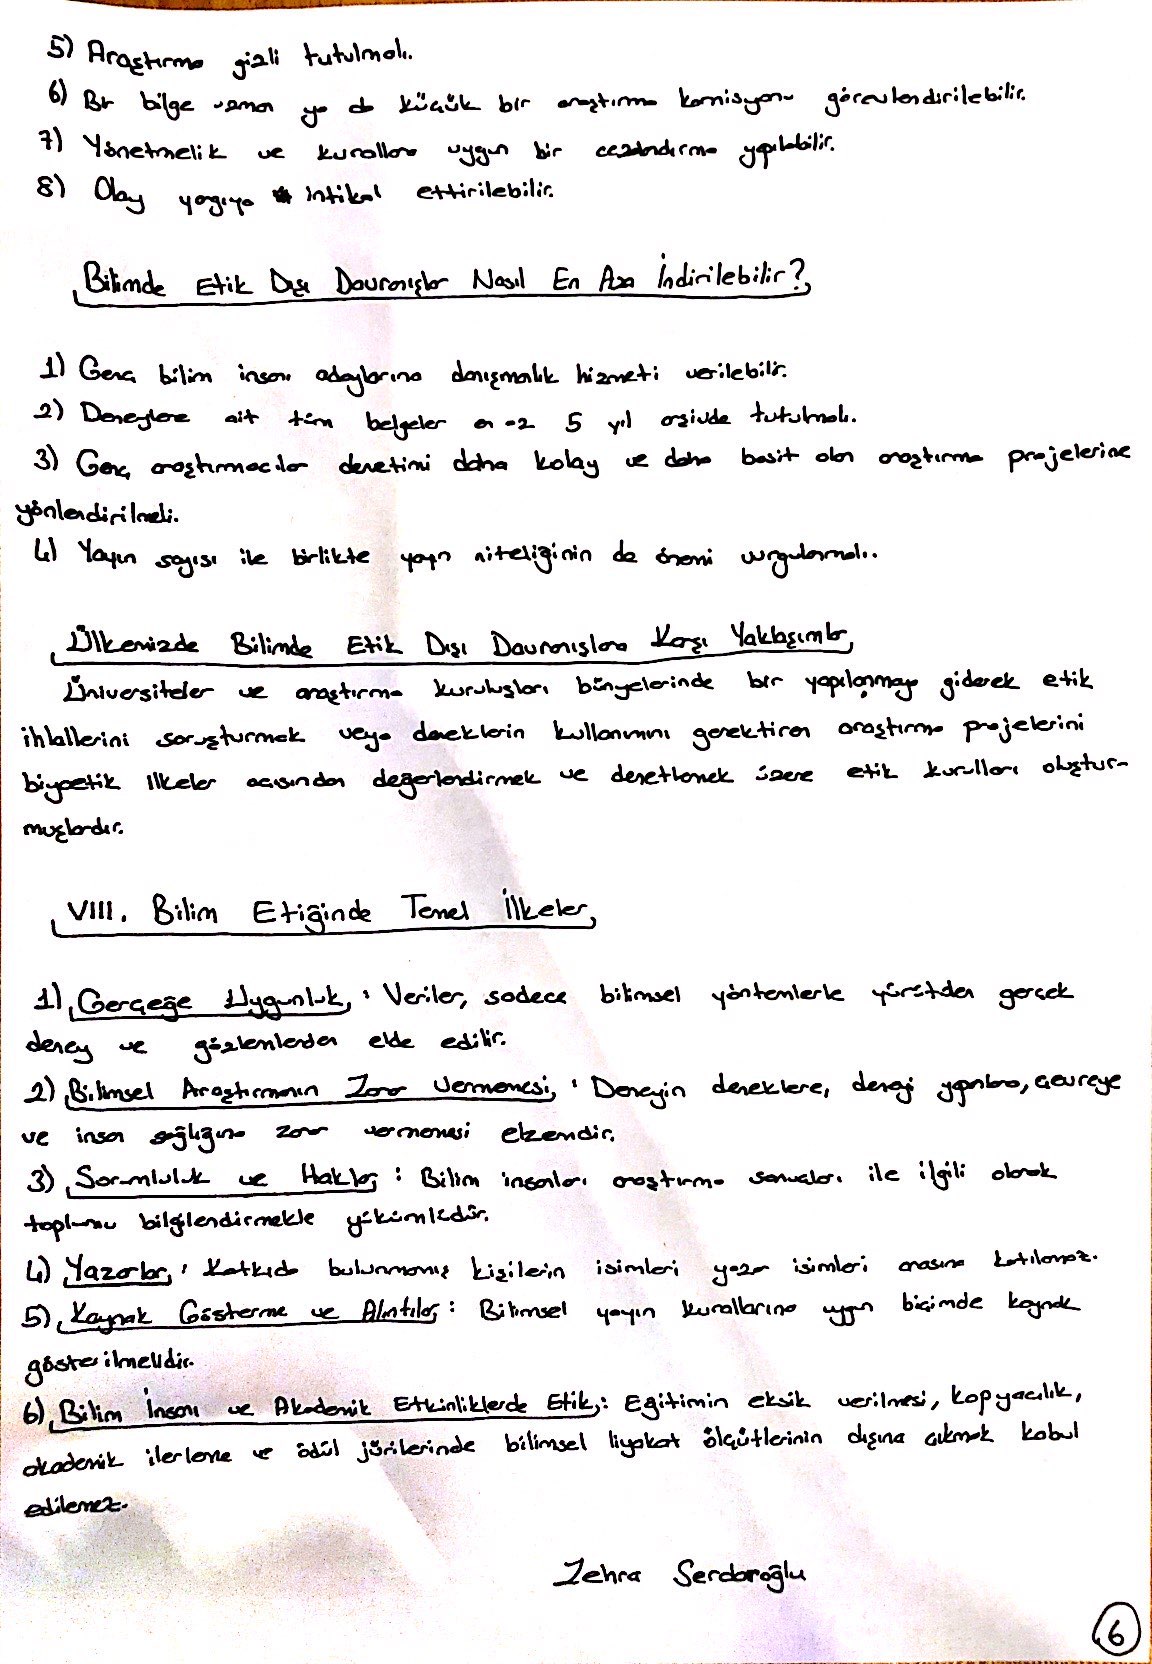 5) Araştırma gizli tutulmalı.
6) Bir bilge uzman ya da küçük bir araştırma komisyonu görevlendirilebilir.
7) Yönetmelik ve kurallara uygun bir cezalandırma yapılabilir.
8) Olay yargıya intikal ettirilebilir.
Bilimde Etik Dışı Davranışlar Nasıl En Aza İndirilebilir?
1) Genç bilim insanı adaylarına danışmanlık hizmeti verilebilir.
2) Deneylere ait tüm belgeler en az 5 yıl arşivde tutulmalı.
3) Genç araştırmacılar denetimi daha kolay ve daha basit olan araştırma projelerine
yönlendirilmeli.
4) Yayın sayısı ile birlikte yayın niteliğinin de önemi vurgulanmalı.
Ülkemizde Bilimde Etik Dışı Davranışlara Karşı Yaklaşımlar
Üniversiteler ve araştırma kuruluşları bünyelerinde bir yapılanmaya giderek etik
ihlallerini soruşturmak veya deneklerin kullanımını gerektiren araştırma projelerini
biyoetik ilkeler açısından değerlendirmek ve denetlemek üzere etik kurulları oluştur-
muşlardır.
VIII. Bilim Etiğinde Temel İlkeler
1) Gerçeğe Uygunluk : Veriler, sadece bilimsel yöntemlerle yürütülen gerçek
deney ve gözlemlerden elde edilir.
2) Bilimsel Araştırmanın Zarar Vermemesi : Deneyin deneklere, deneyi yapanlara, çevreye
ve insan sağlığına zarar vermemesi elzemdir.
3) Sorumluluk ve Haklar : Bilim insanları araştırma sonuçları ile ilgili olarak
toplumu bilgilendirmekle yükümlüdür.
4) Yazarlar : Katkıda bulunmamış kişilerin isimleri yazar isimleri arasına katılamaz.
5) Kaynak Gösterme ve Alıntılar : Bilimsel yayın kurallarına uygun biçimde kaynak
gösterilmelidir.
6) Bilim İnsanı ve Akademik Etkinliklerde Etik : Eğitimin eksik verilmesi, kopyacılık,
akademik ilerleme ve ödül jürilerinde bilimsel liyakat ölçütlerinin dışına çıkmak kabul
edilemez.
Zehra Serdaroğlu
6